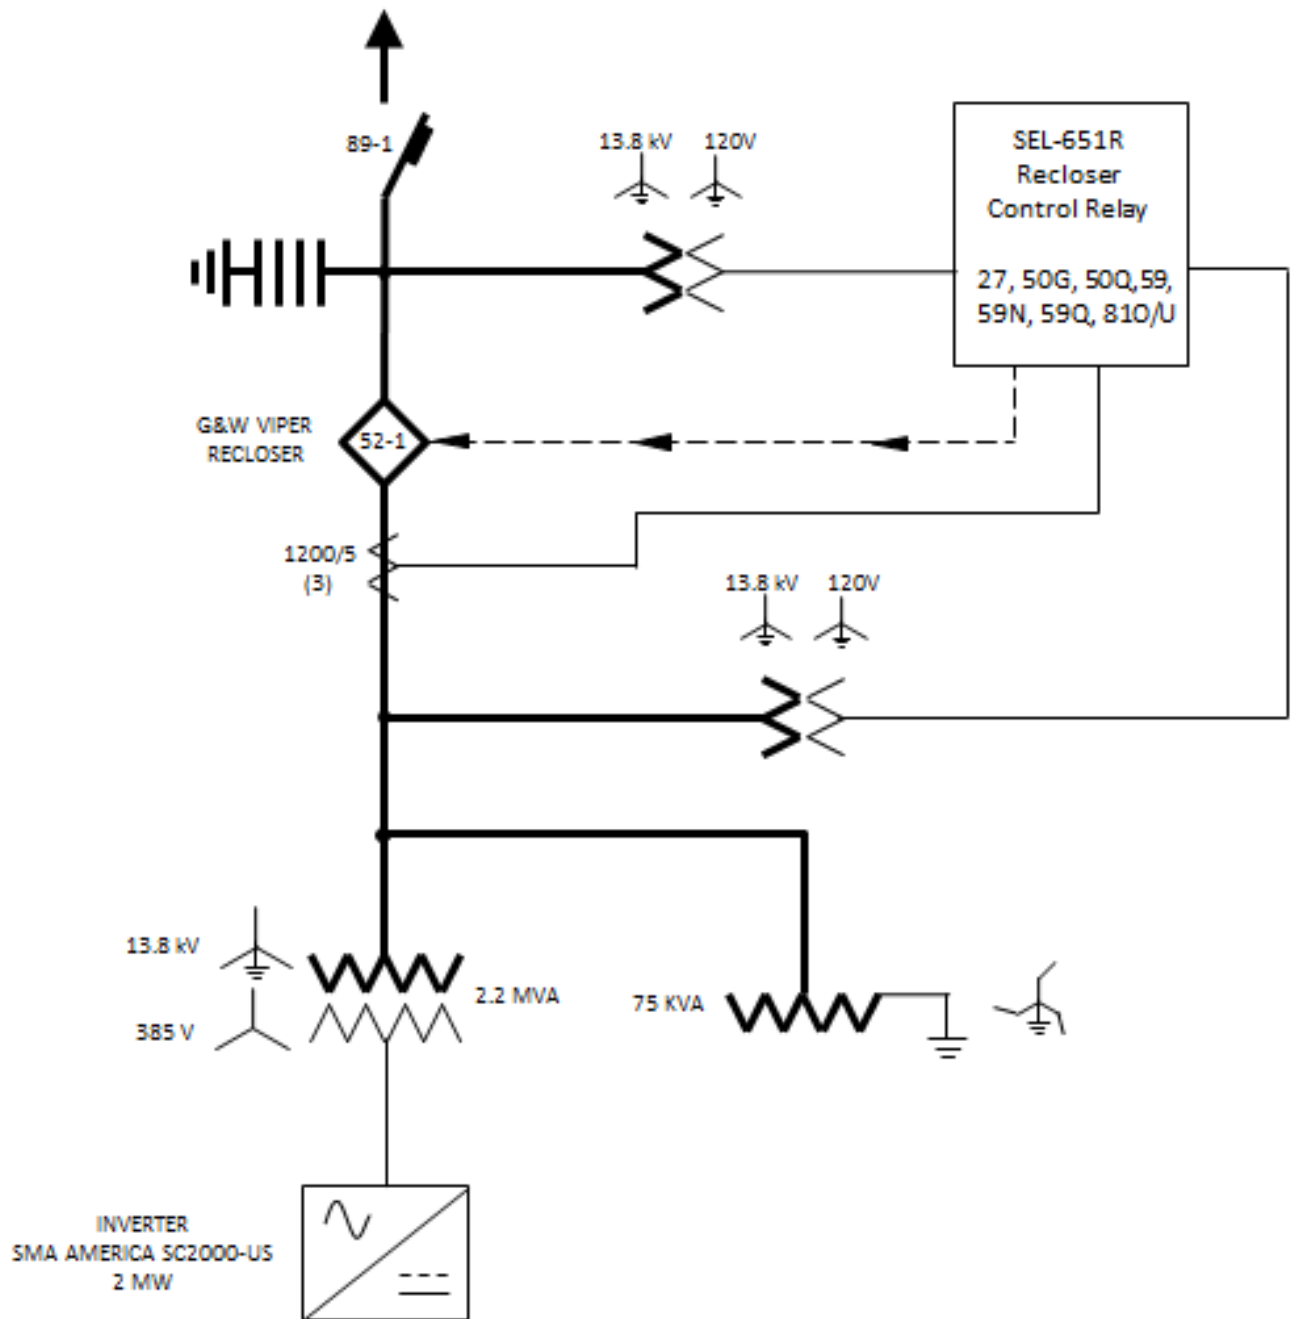 89-1
13.8 kV
120V
SEL-651R
Recloser
Control Relay
27, 50G, 50Q,59,
59N, 59Q, 81O/U
G&W VIPER
RECLOSER
52-1
1200/5
(3)
13.8 kV
120V
13.8 kV
2.2 MVA
385 V
75 KVA
INVERTER
SMA AMERICA SC2000-US
2 MW